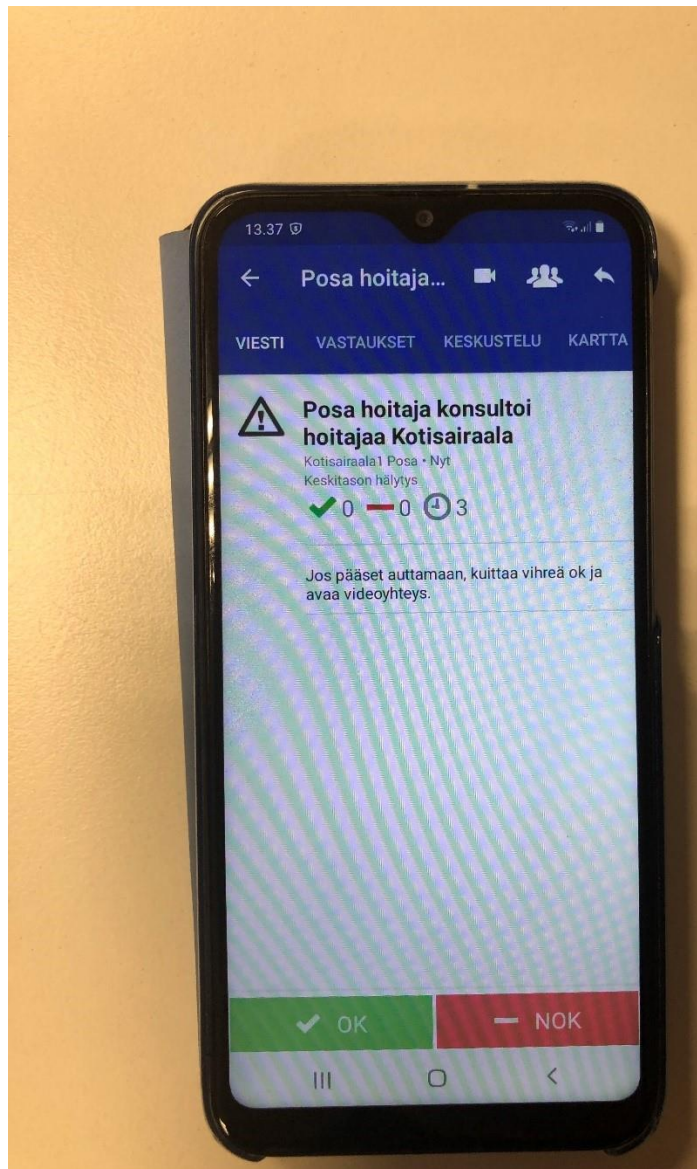 13.37
Posa hoitaja...
VIESTI VASTAUKSET KESKUSTELU KARTTA
Posa hoitaja konsultoi
hoitajaa Kotisairaala
Kotisairaala1 Posa • Nyt
Keskitason hälytys
0 0 3
Jos pääset auttamaan, kuittaa vihreä ok ja
avaa videoyhteys.
OK NOK